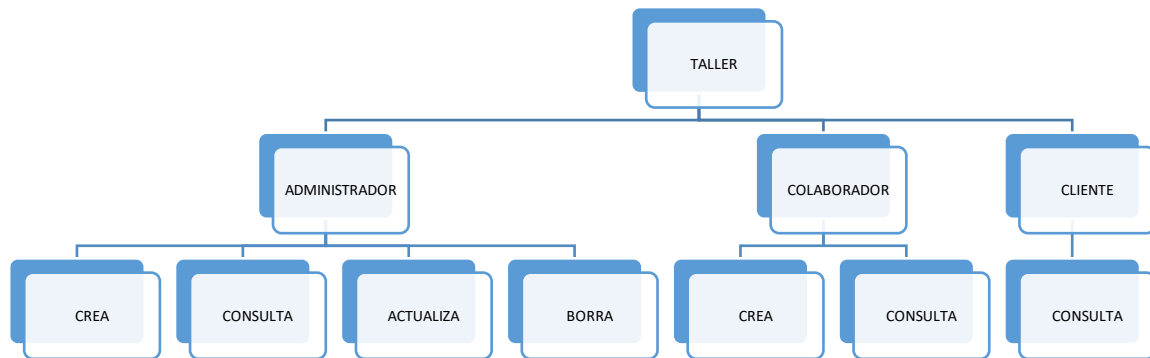 TALLER
ADMINISTRADOR
COLABORADOR
CLIENTE
CREA
CONSULTA
ACTUALIZA
BORRA
CREA
CONSULTA
CONSULTA